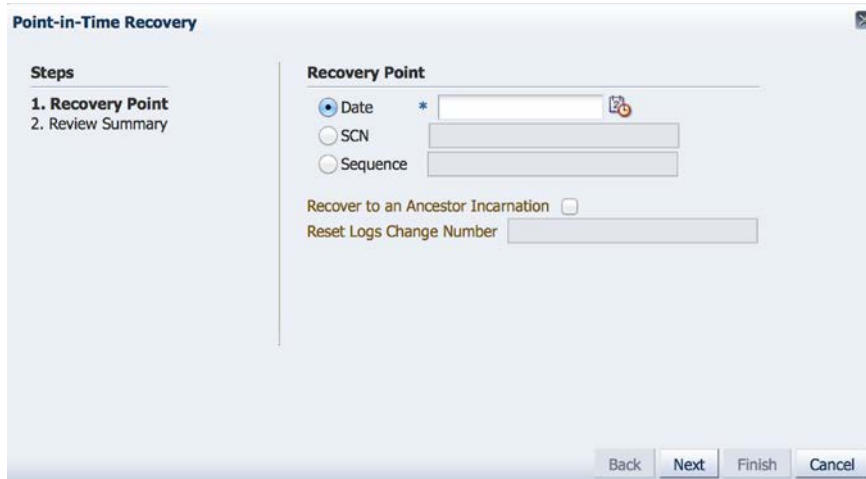 Point-in-Time Recovery
Steps
1. Recovery Point
2. Review Summary
Recovery Point
Date *
SCN
Sequence
Recover to an Ancestor Incarnation
Reset Logs Change Number
Back Next Finish Cancel